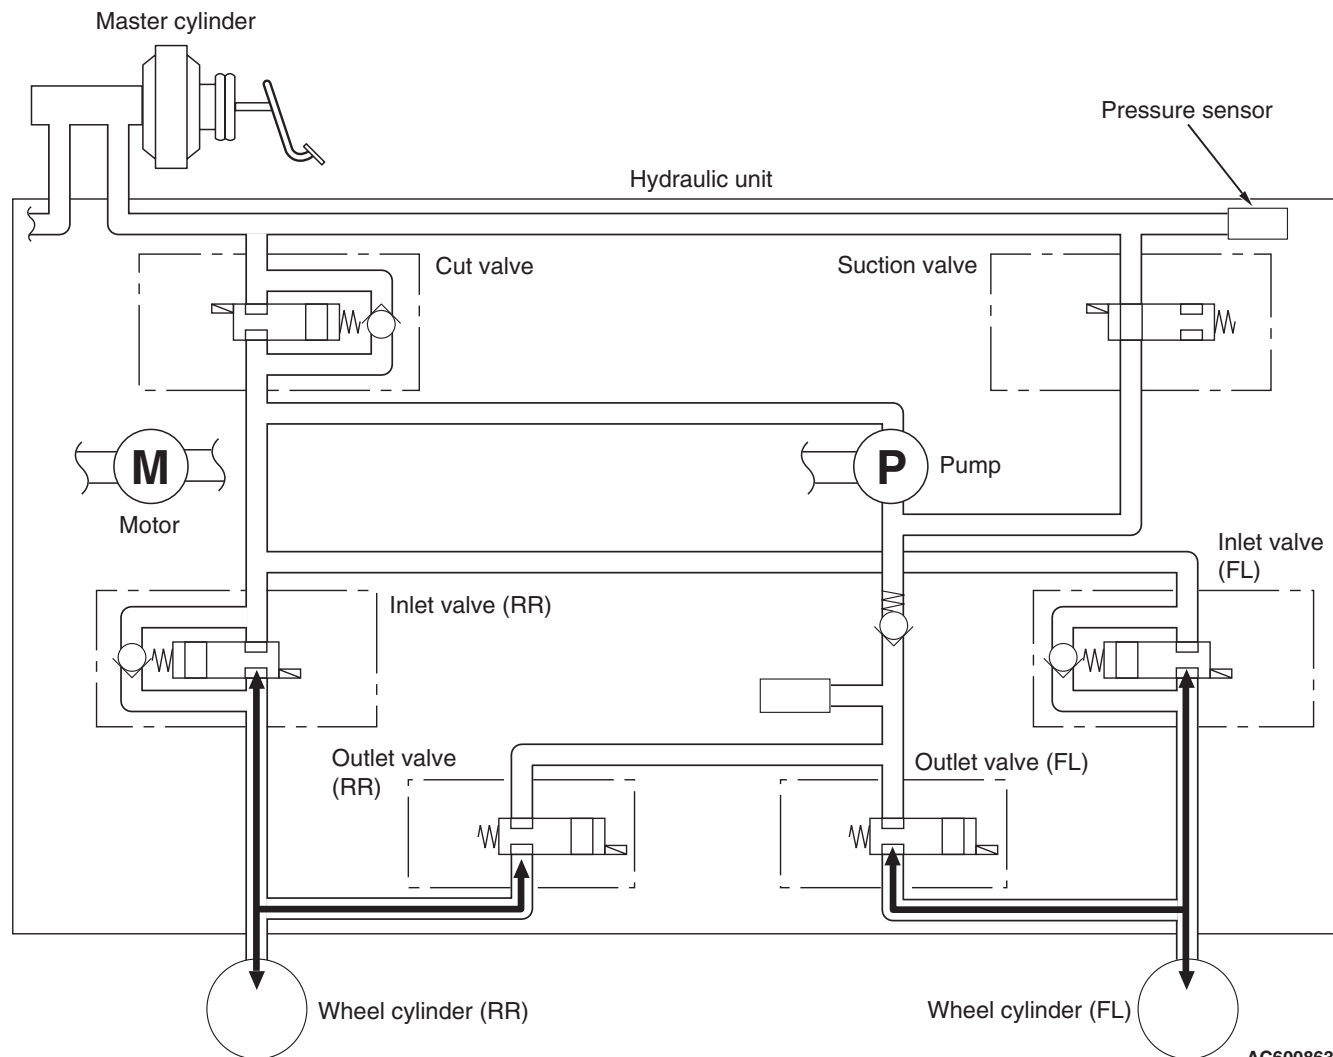 Master cylinder
Pressure sensor
Hydraulic unit
Cut valve
Suction valve
M
Motor
P
Pump
Inlet valve
(FL)
Inlet valve (RR)
Outlet valve
(RR)
Outlet valve (FL)
Wheel cylinder (RR)
Wheel cylinder (FL)